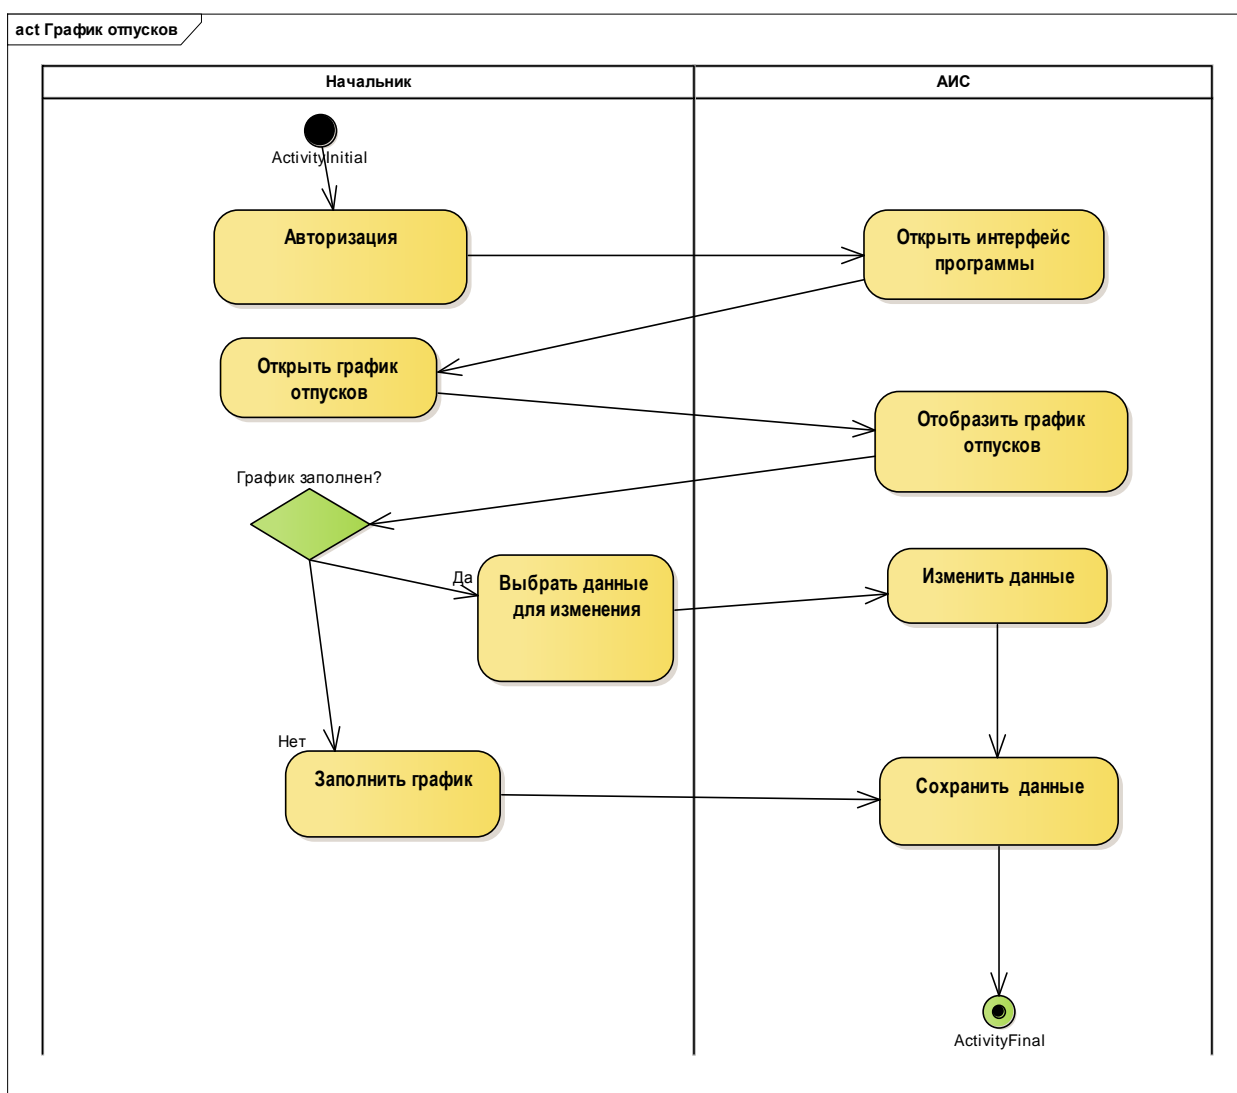 act График отпусков
Начальник
АИС
ActivityInitial
Авторизация
Открыть интерфейс
программы
Открыть график
отпусков
Отобразить график
отпусков
График заполнен?
Да
Выбрать данные
для изменения
Изменить данные
Нет
Заполнить график
Сохранить данные
ActivityFinal